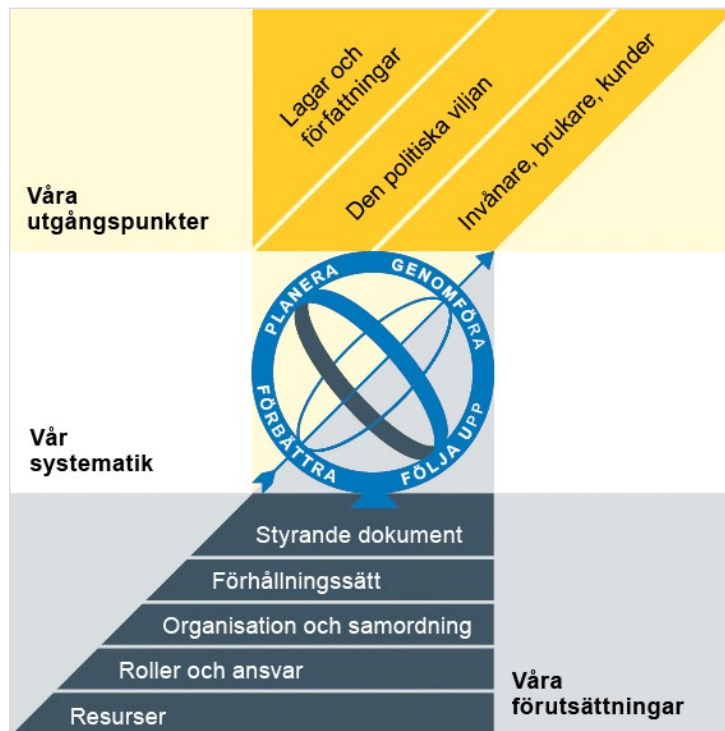 Lagar och
författningar
Den politiska viljan
Invånare, brukare, kunder
Våra
utgångspunkter
PLANERA
GENOMFÖRA
FÖLJA UPP
FÖRBÄTTRA
Vår
systematik
Styrande dokument
Förhållningssätt
Organisation och samordning
Roller och ansvar
Resurser
Våra
förutsättningar